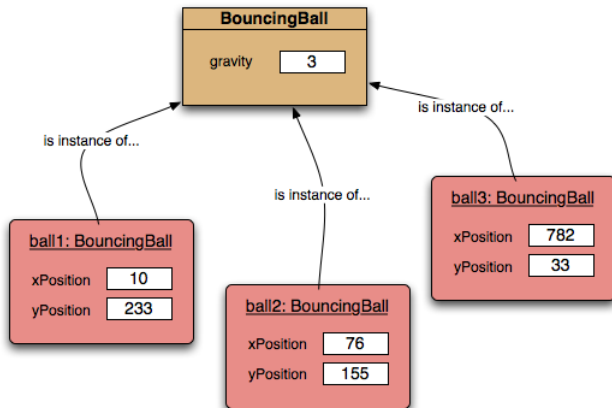 BouncingBall
gravity 3
is instance of...
is instance of...
is instance of...
ball1: BouncingBall
xPosition 10
yPosition 233
ball2: BouncingBall
xPosition 76
yPosition 155
ball3: BouncingBall
xPosition 782
yPosition 33